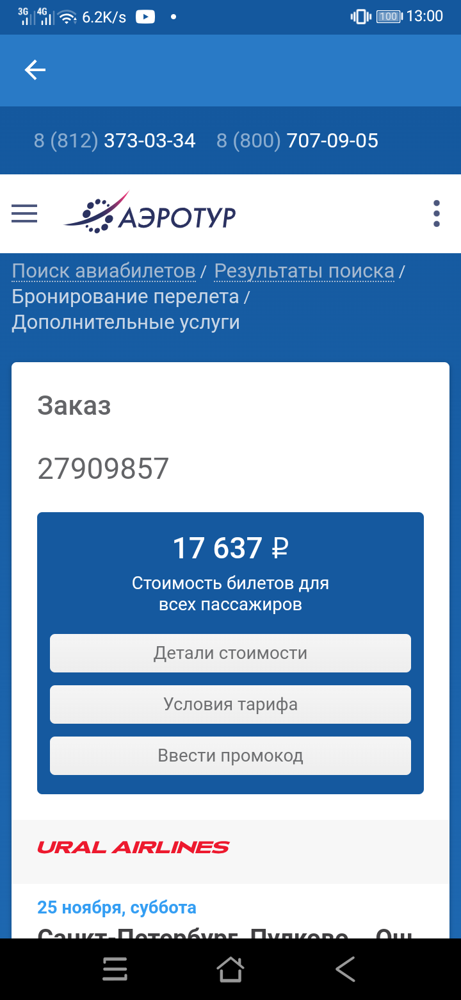 3G 4G 6.2K/s 100 13:00
8 (812) 373-03-34 8 (800) 707-09-05
АЭРОТУР
Поиск авиабилетов / Результаты поиска /
Бронирование перелета /
Дополнительные услуги
Заказ
27909857
17 637 ₽
Стоимость билетов для
всех пассажиров
Детали стоимости
Условия тарифа
Ввести промокод
URAL AIRLINES
25 ноября, суббота
Санкт-Петербург, Пулково – Ош